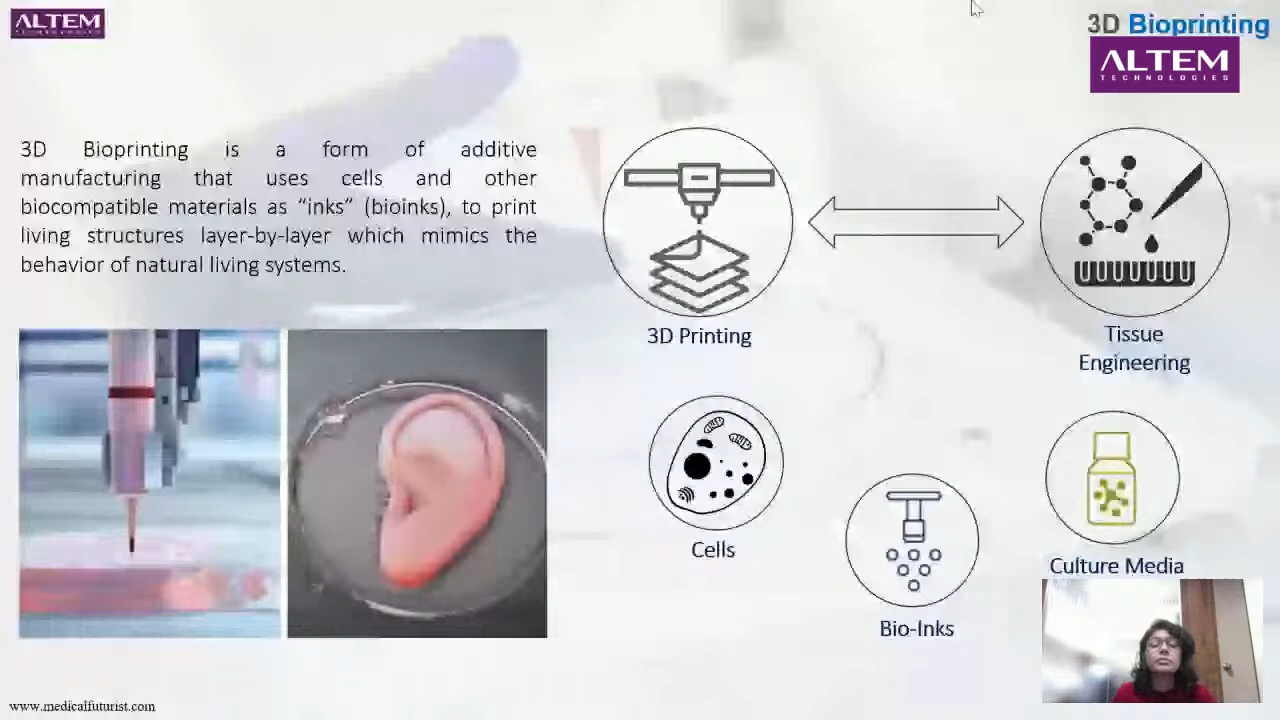 ALTEM
TECHNOLOGIES
3D Bioprinting
ALTEM
TECHNOLOGIES
3D Bioprinting is a form of additive
manufacturing that uses cells and other
biocompatible materials as “inks” (bioinks), to print
living structures layer-by-layer which mimics the
behavior of natural living systems.
3D Printing
Tissue
Engineering
Cells
Culture Media
Bio-Inks
www.medicalfuturist.com